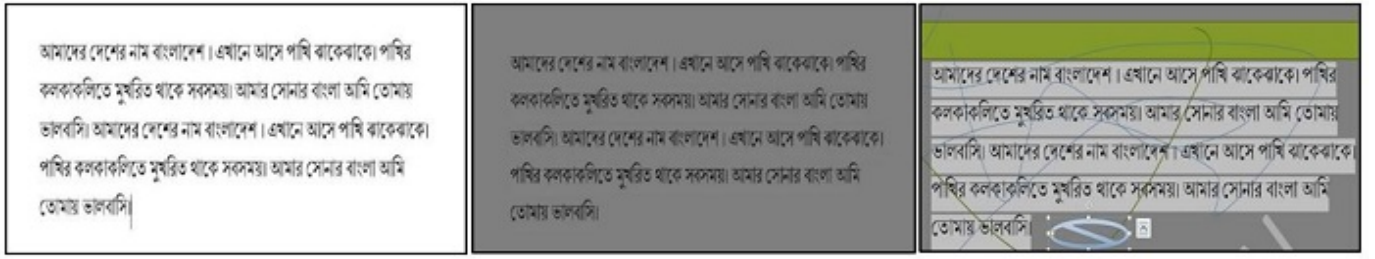 আমাদের দেশের নাম বাংলাদেশ। এখানে আসে পাখি ঝাকেঝাকে। পাখির
কলকাকলিতে মুখরিত থাকে সবসময়। আমার সোনার বাংলা আমি তোমায়
ভালবাসি। আমাদের দেশের নাম বাংলাদেশ। এখানে আসে পাখি ঝাকেঝাকে।
পাখির কলকাকলিতে মুখরিত থাকে সবসময়। আমার সোনার বাংলা আমি
তোমায় ভালবাসি।
আমাদের দেশের নাম বাংলাদেশ। এখানে আসে পাখি ঝাকেঝাকে। পাখির
কলকাকলিতে মুখরিত থাকে সবসময়। আমার সোনার বাংলা আমি তোমায়
ভালবাসি। আমাদের দেশের নাম বাংলাদেশ। এখানে আসে পাখি ঝাকেঝাকে।
পাখির কলকাকলিতে মুখরিত থাকে সবসময়। আমার সোনার বাংলা আমি
তোমায় ভালবাসি।
আমাদের দেশের নাম বাংলাদেশ। এখানে আসে পাখি ঝাকেঝাকে। পাখির
কলকাকলিতে মুখরিত থাকে সবসময়। আমার সোনার বাংলা আমি তোমায়
ভালবাসি। আমাদের দেশের নাম বাংলাদেশ। এখানে আসে পাখি ঝাকেঝাকে।
পাখির কলকাকলিতে মুখরিত থাকে সবসময়। আমার সোনার বাংলা আমি
তোমায় ভালবাসি।